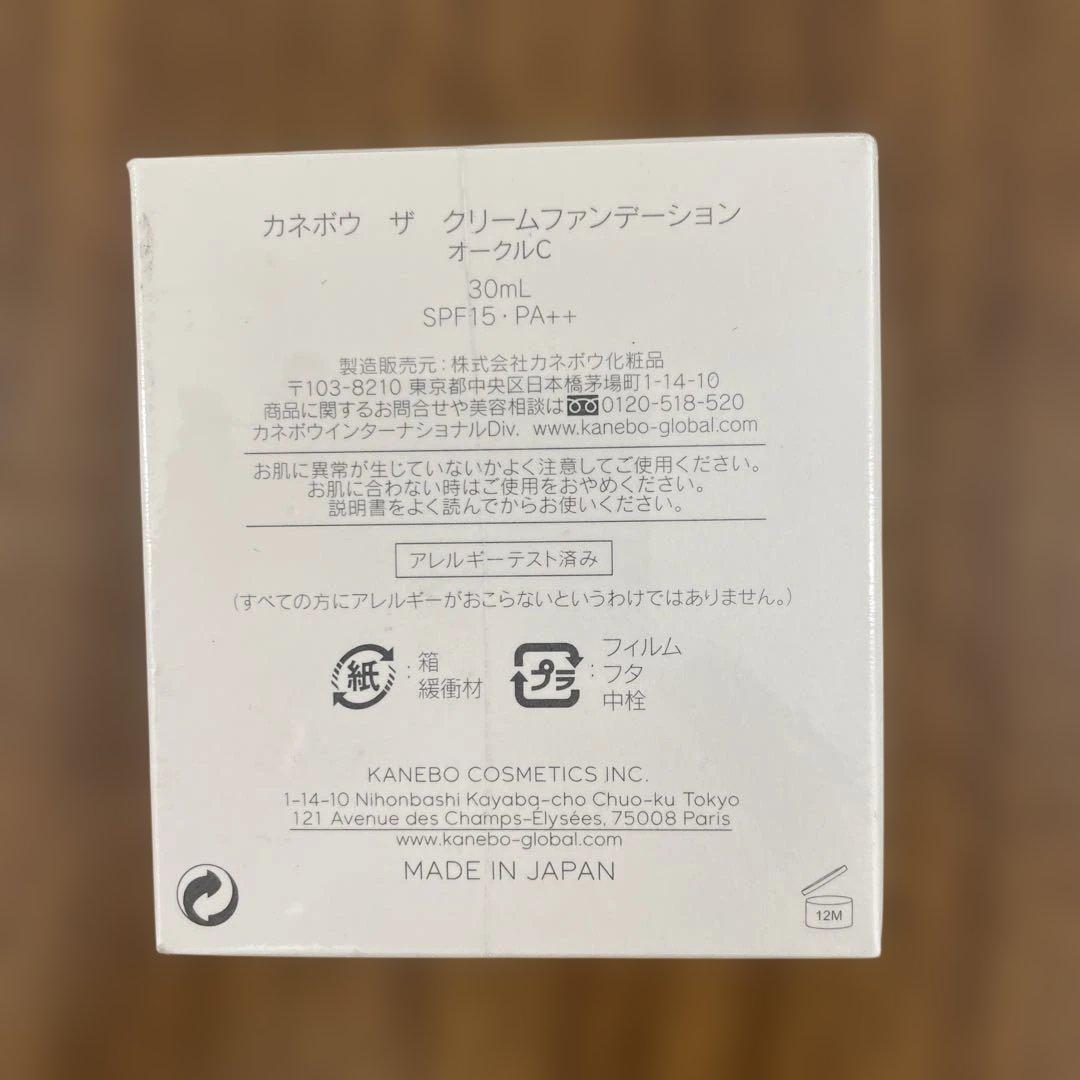 カネボウ　ザ　クリームファンデーション
オークルC
30mL
SPF15・PA++
製造販売元：株式会社カネボウ化粧品
〒103-8210 東京都中央区日本橋茅場町1-14-10
商品に関するお問合せや美容相談は0120-518-520
カネボウインターナショナルDiv. www.kanebo-global.com
お肌に異常が生じていないかよく注意してご使用ください。
お肌に合わない時はご使用をおやめください。
説明書をよく読んでからお使いください。
アレルギーテスト済み
(すべての方にアレルギーがおこらないというわけではありません。)
紙：箱
緩衝材
プラ：フィルム
フタ
中栓
KANEBO COSMETICS INC.
1-14-10 Nihonbashi Kayaba-cho Chuo-ku Tokyo
121 Avenue des Champs-Élysées, 75008 Paris
www.kanebo-global.com
MADE IN JAPAN
12M